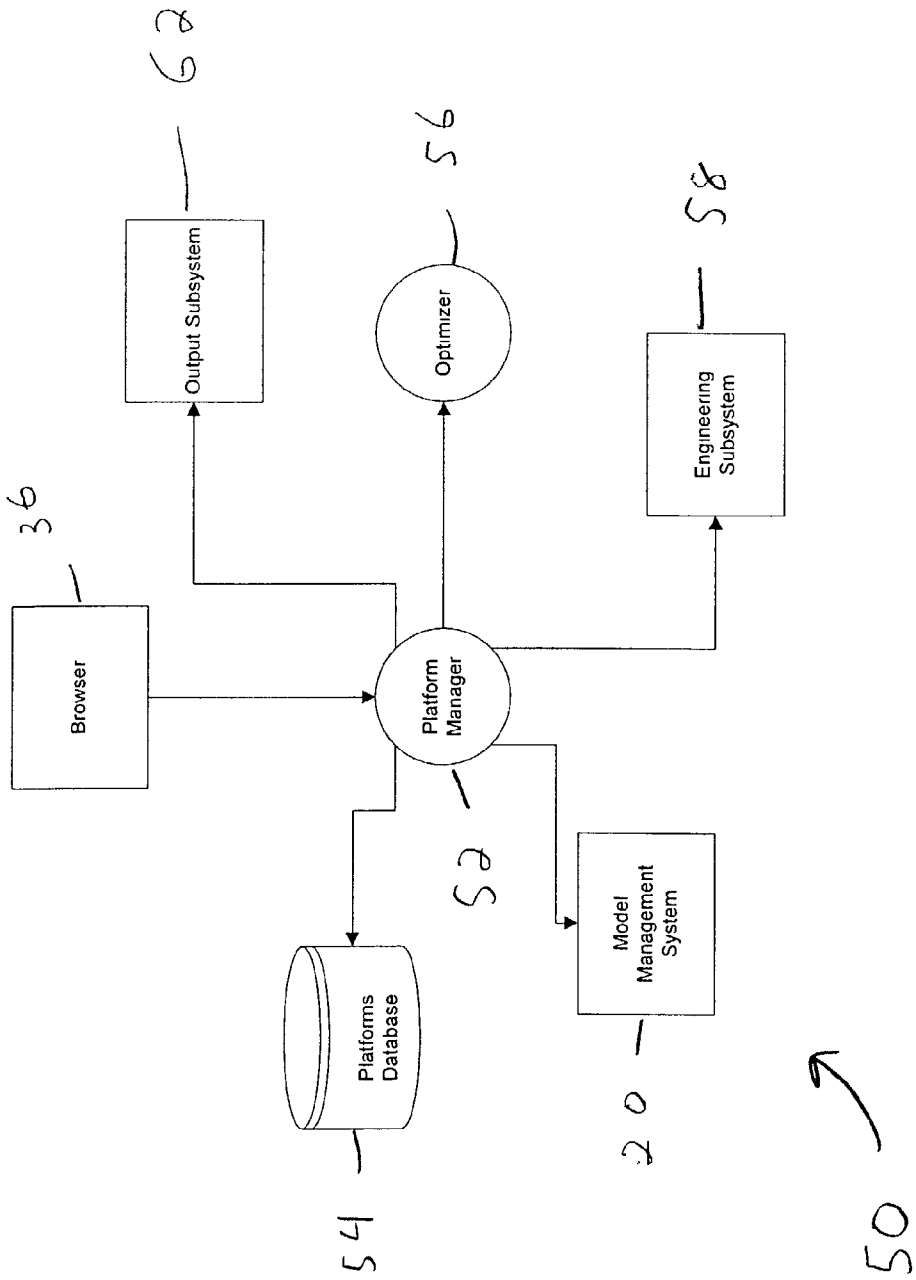 36
Browser
Output Subsystem
62
54
Platforms
Database
Platform
Manager
52
Optimizer
56
20
Model
Management
System
Engineering
Subsystem
58
50